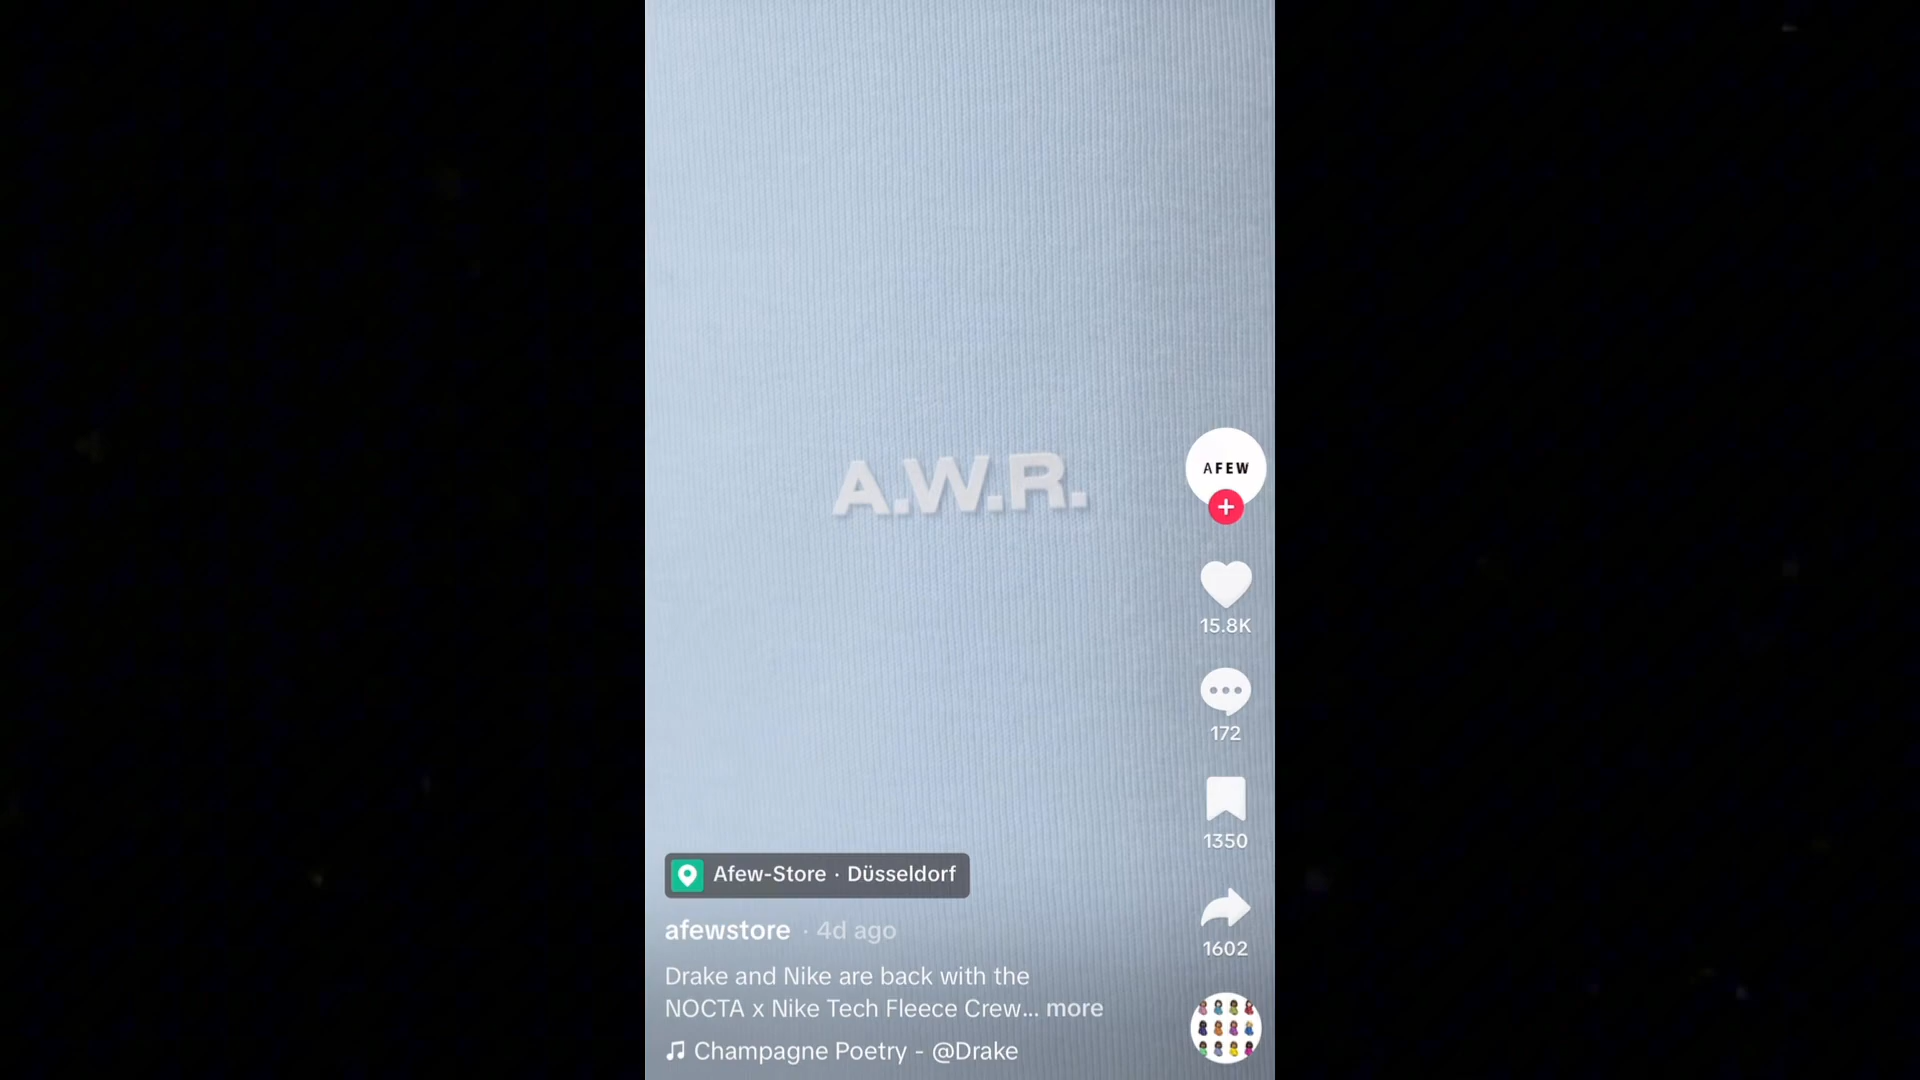 A.W.R.
AFEW
15.8K
172
1350
1602
Afew-Store · Düsseldorf
afewstore · 4d ago
Drake and Nike are back with the
NOCTA x Nike Tech Fleece Crew... more
Champagne Poetry - @Drake